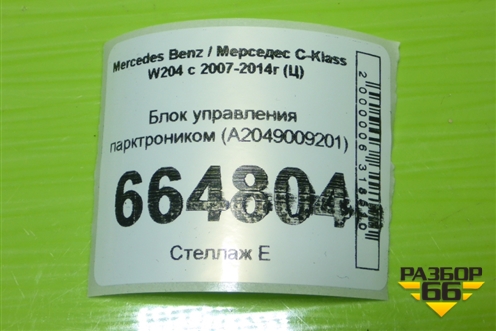 Mercedes Benz / Мерседес C-Klass
W204 с 2007-2014г (Ц)
Блок управления
парктроником (A2049009201)
664804
Стеллаж Е
РАЗБОР
66